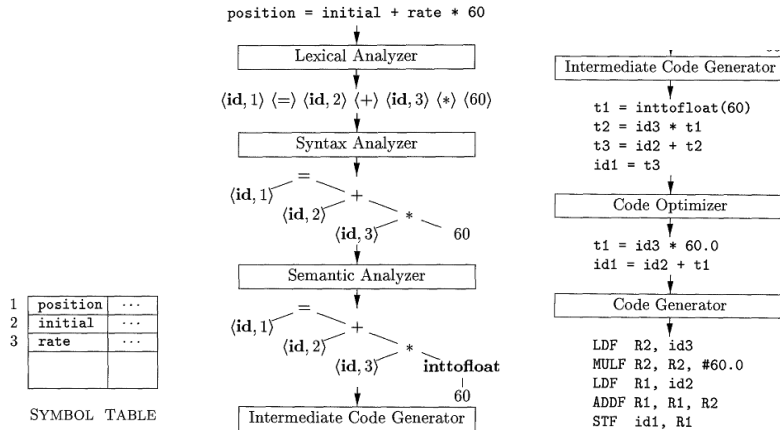 position = initial + rate * 60
Lexical Analyzer
⟨id, 1⟩ ⟨=⟩ ⟨id, 2⟩ ⟨+⟩ ⟨id, 3⟩ ⟨*⟩ ⟨60⟩
Syntax Analyzer
=
⟨id, 1⟩ +
⟨id, 2⟩ *
⟨id, 3⟩ 60
Semantic Analyzer
=
⟨id, 1⟩ +
⟨id, 2⟩ *
⟨id, 3⟩ inttofloat
60
Intermediate Code Generator
1 position ...
2 initial ...
3 rate ...
SYMBOL TABLE
Intermediate Code Generator
t1 = inttofloat(60)
t2 = id3 * t1
t3 = id2 + t2
id1 = t3
Code Optimizer
t1 = id3 * 60.0
id1 = id2 + t1
Code Generator
LDF R2, id3
MULF R2, R2, #60.0
LDF R1, id2
ADDF R1, R1, R2
STF id1, R1